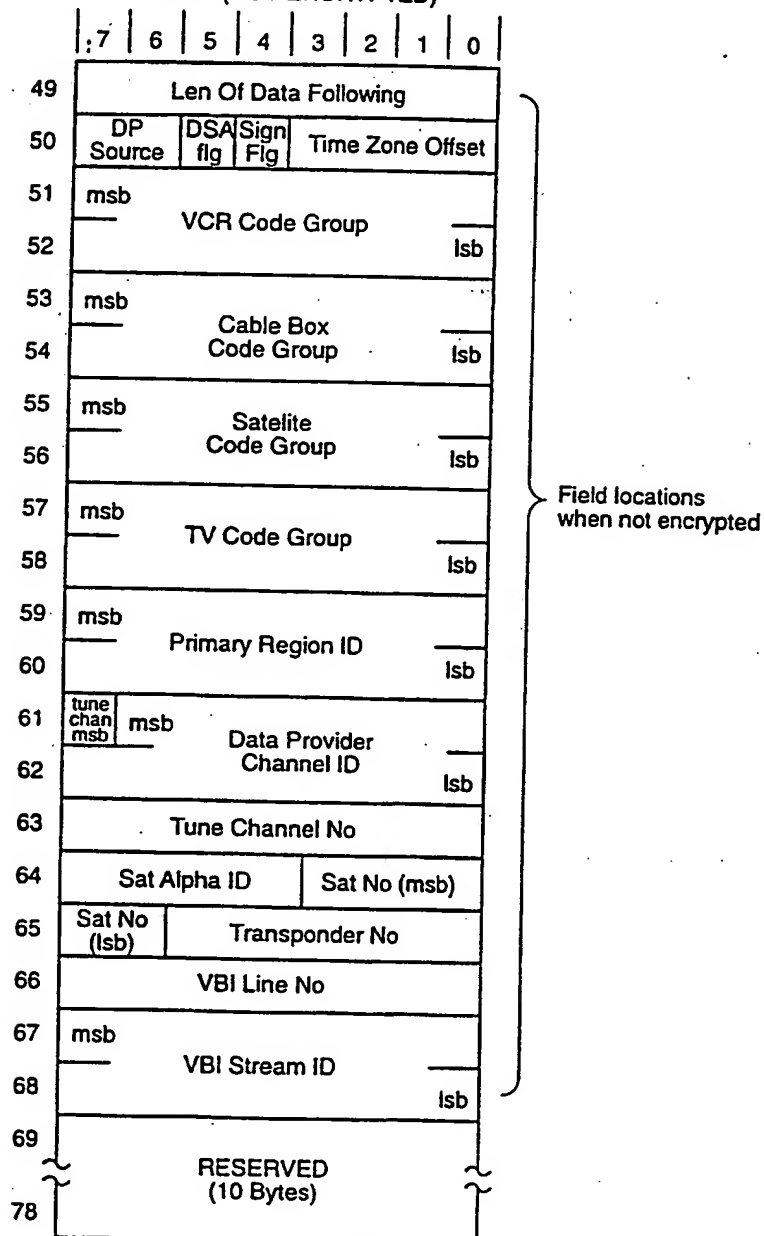 7 6 5 4 3 2 1 0
49 Len Of Data Following
50 DP Source DSA flg Sign Flg Time Zone Offset
51 msb
VCR Code Group
52 lsb
53 msb
Cable Box
Code Group
54 lsb
55 msb
Satelite
Code Group
56 lsb
57 msb
TV Code Group
58 lsb
Field locations
when not encrypted
59 msb
Primary Region ID
60 lsb
61 tune chan msb msb
Data Provider
Channel ID
62 lsb
63 Tune Channel No
64 Sat Alpha ID Sat No (msb)
65 Sat No (lsb) Transponder No
66 VBI Line No
67 msb
VBI Stream ID
68 lsb
69
RESERVED
(10 Bytes)
78